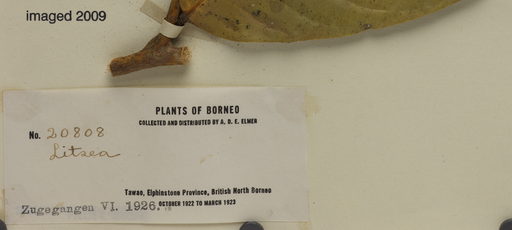 imaged 2009
PLANTS OF BORNEO
COLLECTED AND DISTRIBUTED BY A. D. E. ELMER
No. 20808
Litsea
Tawao, Elphinstone Province, British North Borneo
OCTOBER 1922 TO MARCH 1923
Zugegangen VI. 1926.